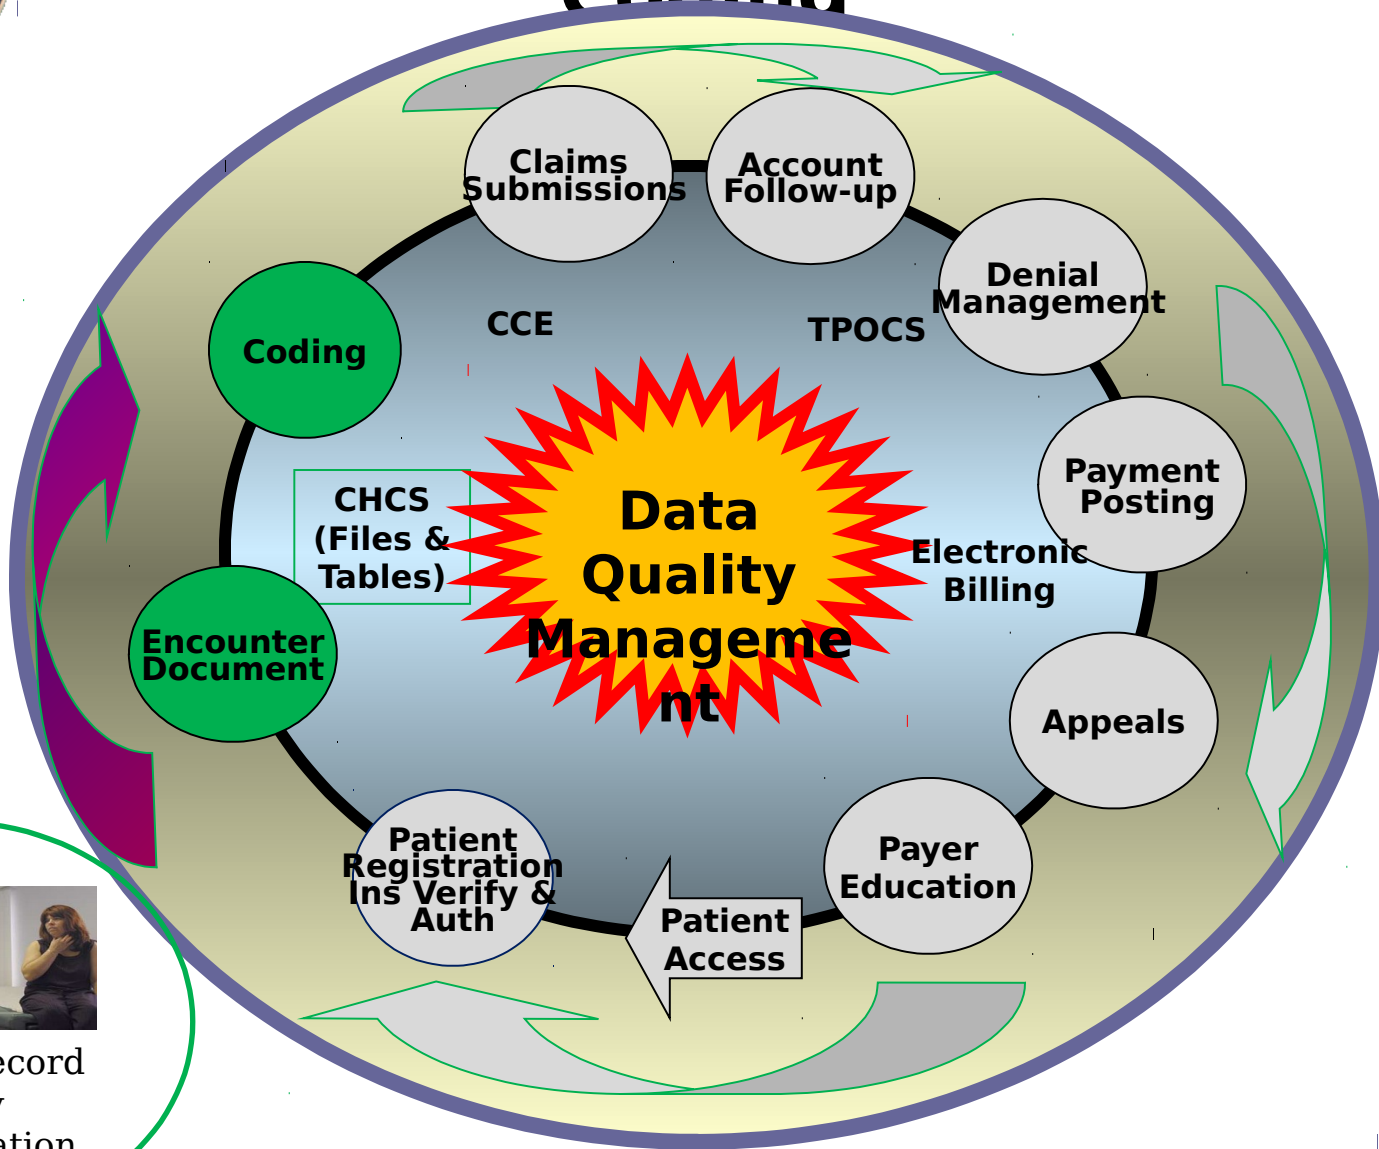 Claims
Submissions
Account
Follow-up
Denial
Management
CCE
TPOCS
Coding
Payment
Posting
CHCS
(Files &
Tables)
Data
Quality
Manageme
nt
Electronic
Billing
Encounter
Document
Appeals
Patient
Registration
Ins Verify &
Auth
Payer
Education
Patient
Access
ecord
ation